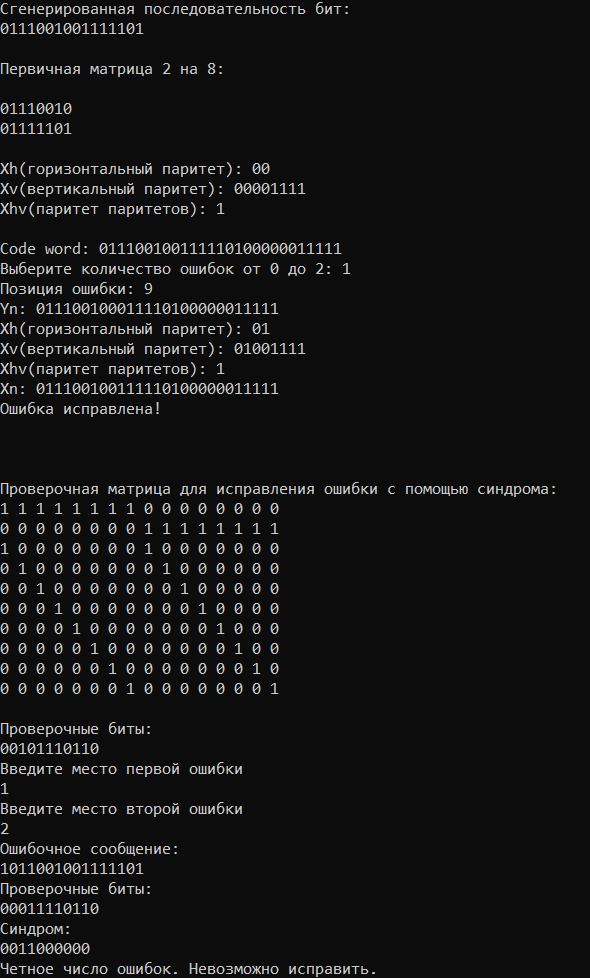 Сгенерированная последовательность бит:
0111001001111101
Первичная матрица 2 на 8:
01110010
01111101
Xh(горизонтальный паритет): 00
Xv(вертикальный паритет): 00001111
Xhv(паритет паритетов): 1
Code word: 011100100111110100000011111
Выберите количество ошибок от 0 до 2: 1
Позиция ошибки: 9
Yn: 011100100011110100000011111
Xh(горизонтальный паритет): 01
Xv(вертикальный паритет): 01001111
Xhv(паритет паритетов): 1
Xn: 011100100111110100000011111
Ошибка исправлена!
Проверочная матрица для исправления ошибки с помощью синдрома:
1 1 1 1 1 1 1 1 0 0 0 0 0 0 0 0
0 0 0 0 0 0 0 0 1 1 1 1 1 1 1 1
1 0 0 0 0 0 0 0 1 0 0 0 0 0 0 0
0 1 0 0 0 0 0 0 0 1 0 0 0 0 0 0
0 0 1 0 0 0 0 0 0 0 1 0 0 0 0 0
0 0 0 1 0 0 0 0 0 0 0 1 0 0 0 0
0 0 0 0 1 0 0 0 0 0 0 0 1 0 0 0
0 0 0 0 0 1 0 0 0 0 0 0 0 1 0 0
0 0 0 0 0 0 1 0 0 0 0 0 0 0 1 0
0 0 0 0 0 0 0 1 0 0 0 0 0 0 0 1
Проверочные биты:
00101110110
Введите место первой ошибки
1
Введите место второй ошибки
2
Ошибочное сообщение:
1011001001111101
Проверочные биты:
00011110110
Синдром:
0011000000
Четное число ошибок. Невозможно исправить.